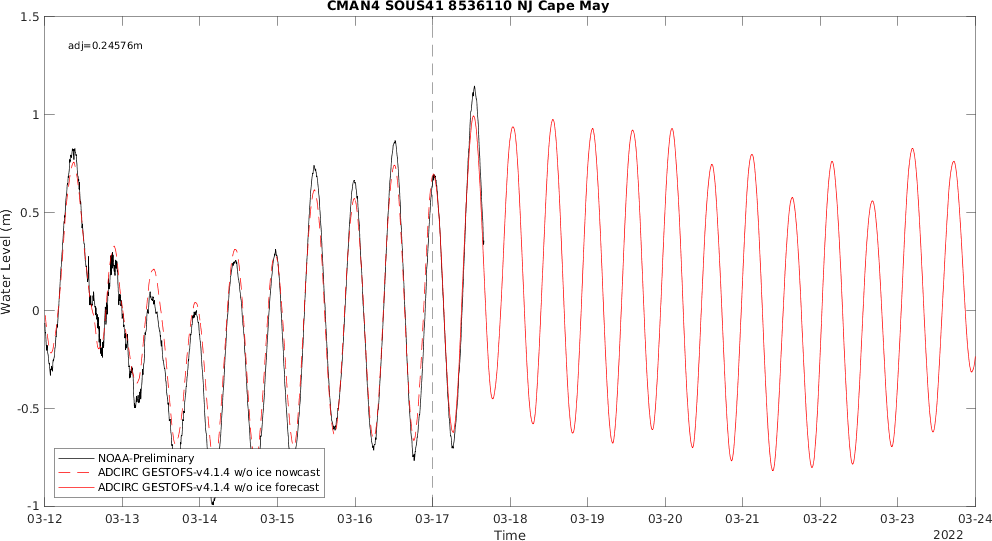 CMAN4 SOUS41 8536110 NJ Cape May
adj=0.24576m
Water Level (m)
1.5
1
0.5
0
-0.5
-1
NOAA-Preliminary
ADCIRC GESTOFS-v4.1.4 w/o ice nowcast
ADCIRC GESTOFS-v4.1.4 w/o ice forecast
03-12 03-13 03-14 03-15 03-16 03-17 03-18 03-19 03-20 03-21 03-22 03-23 03-24
Time
2022